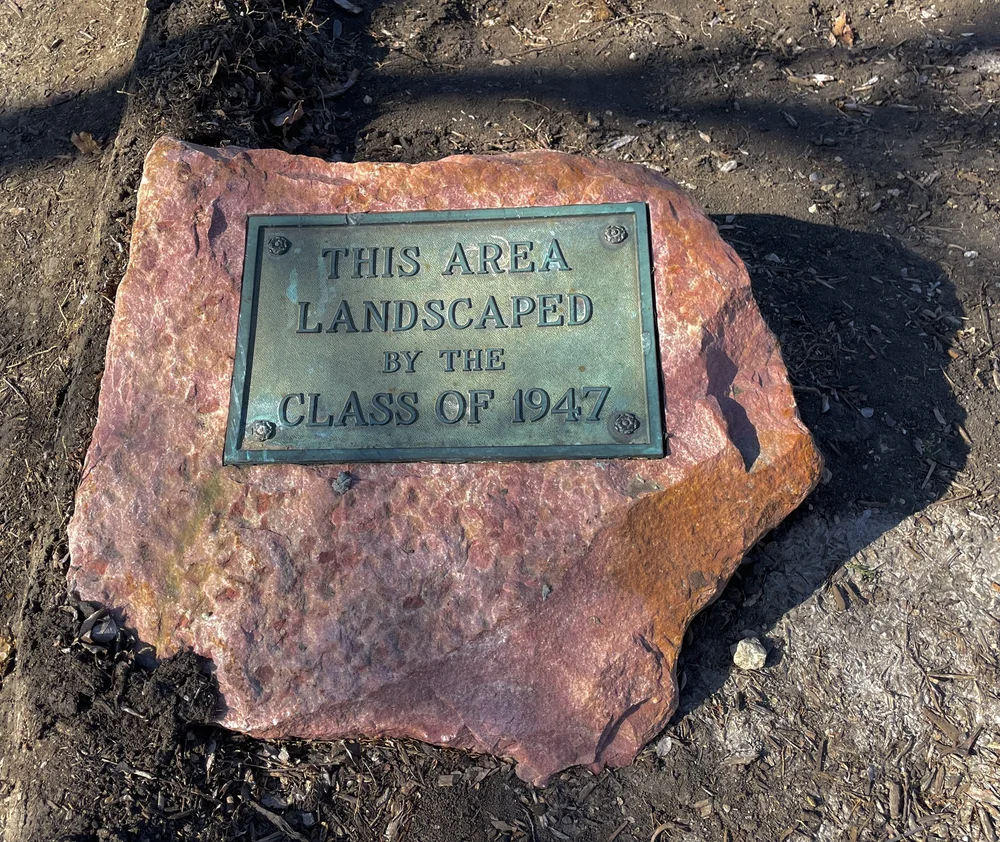 THIS AREA
LANDSCAPED
BY THE
CLASS OF 1947